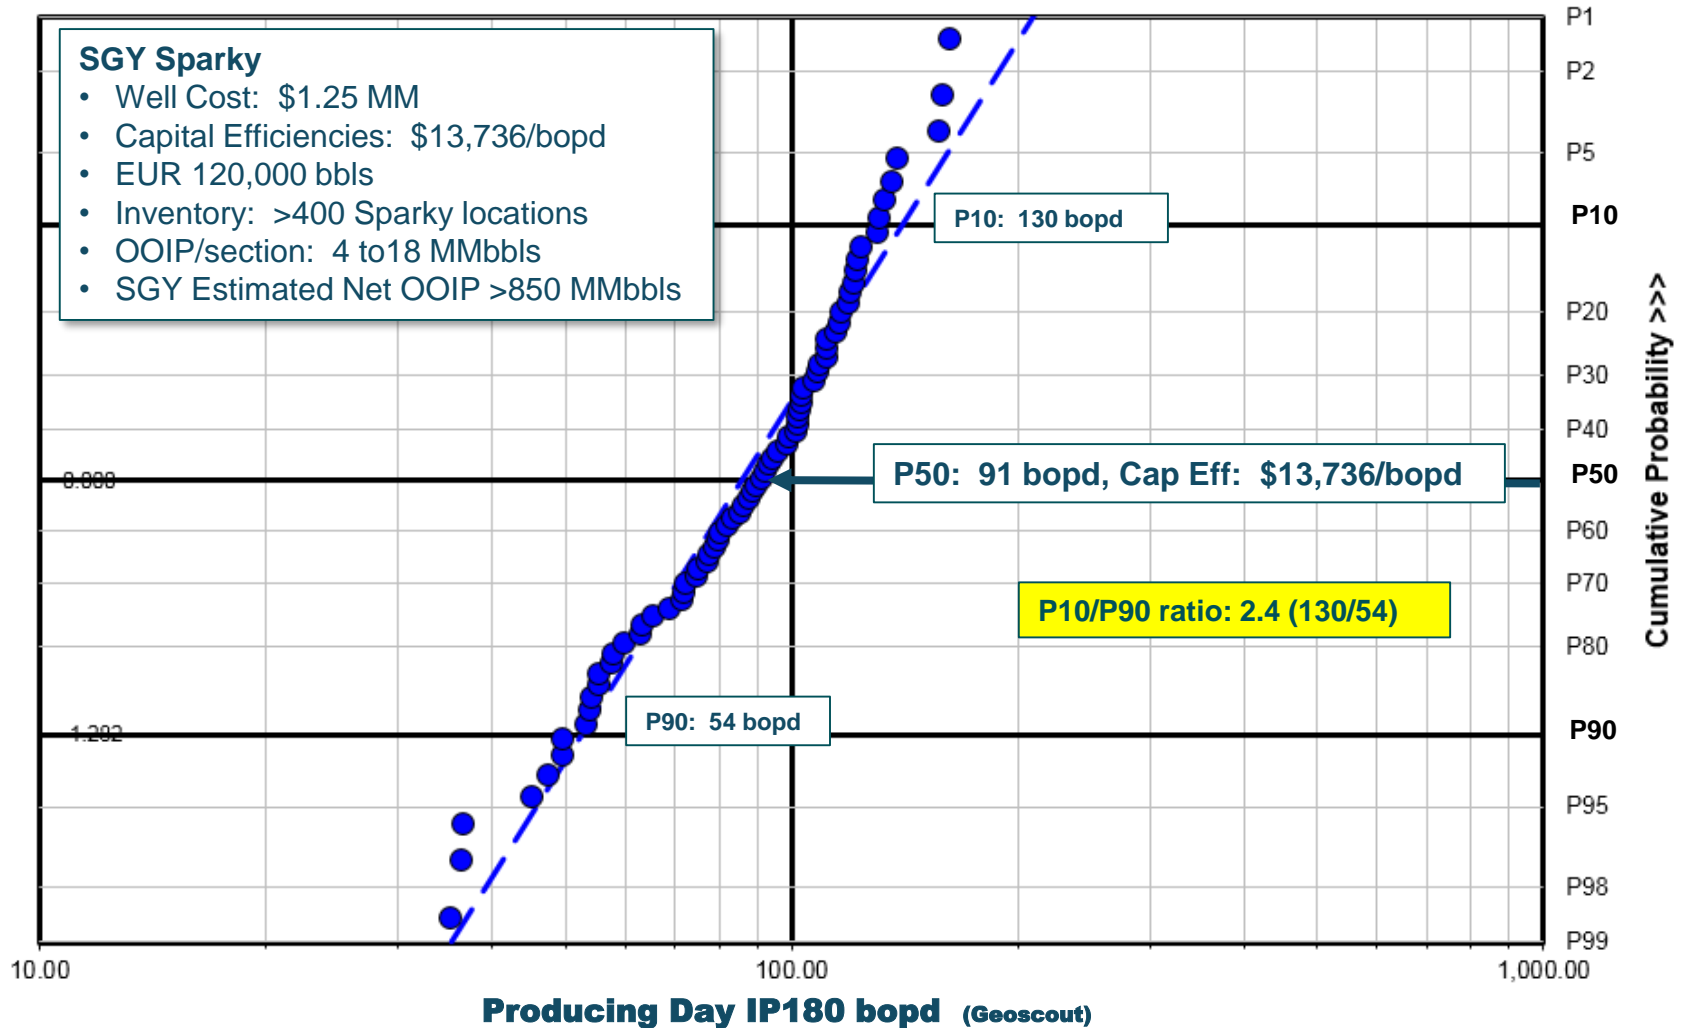 SGY Sparky
• Well Cost: $1.25 MM
• Capital Efficiencies: $13,736/bopd
• EUR 120,000 bbls
• Inventory: >400 Sparky locations
• OOIP/section: 4 to18 MMbbls
• SGY Estimated Net OOIP >850 MMbbls
P10: 130 bopd
P50: 91 bopd, Cap Eff: $13,736/bopd
P10/P90 ratio: 2.4 (130/54)
P90: 54 bopd
0.000
1.282
P1
P2
P5
P10
P20
P30
P40
P50
P60
P70
P80
P90
P95
P98
P99
Cumulative Probability >>>
10.00
100.00
1,000.00
Producing Day IP180 bopd (Geoscout)